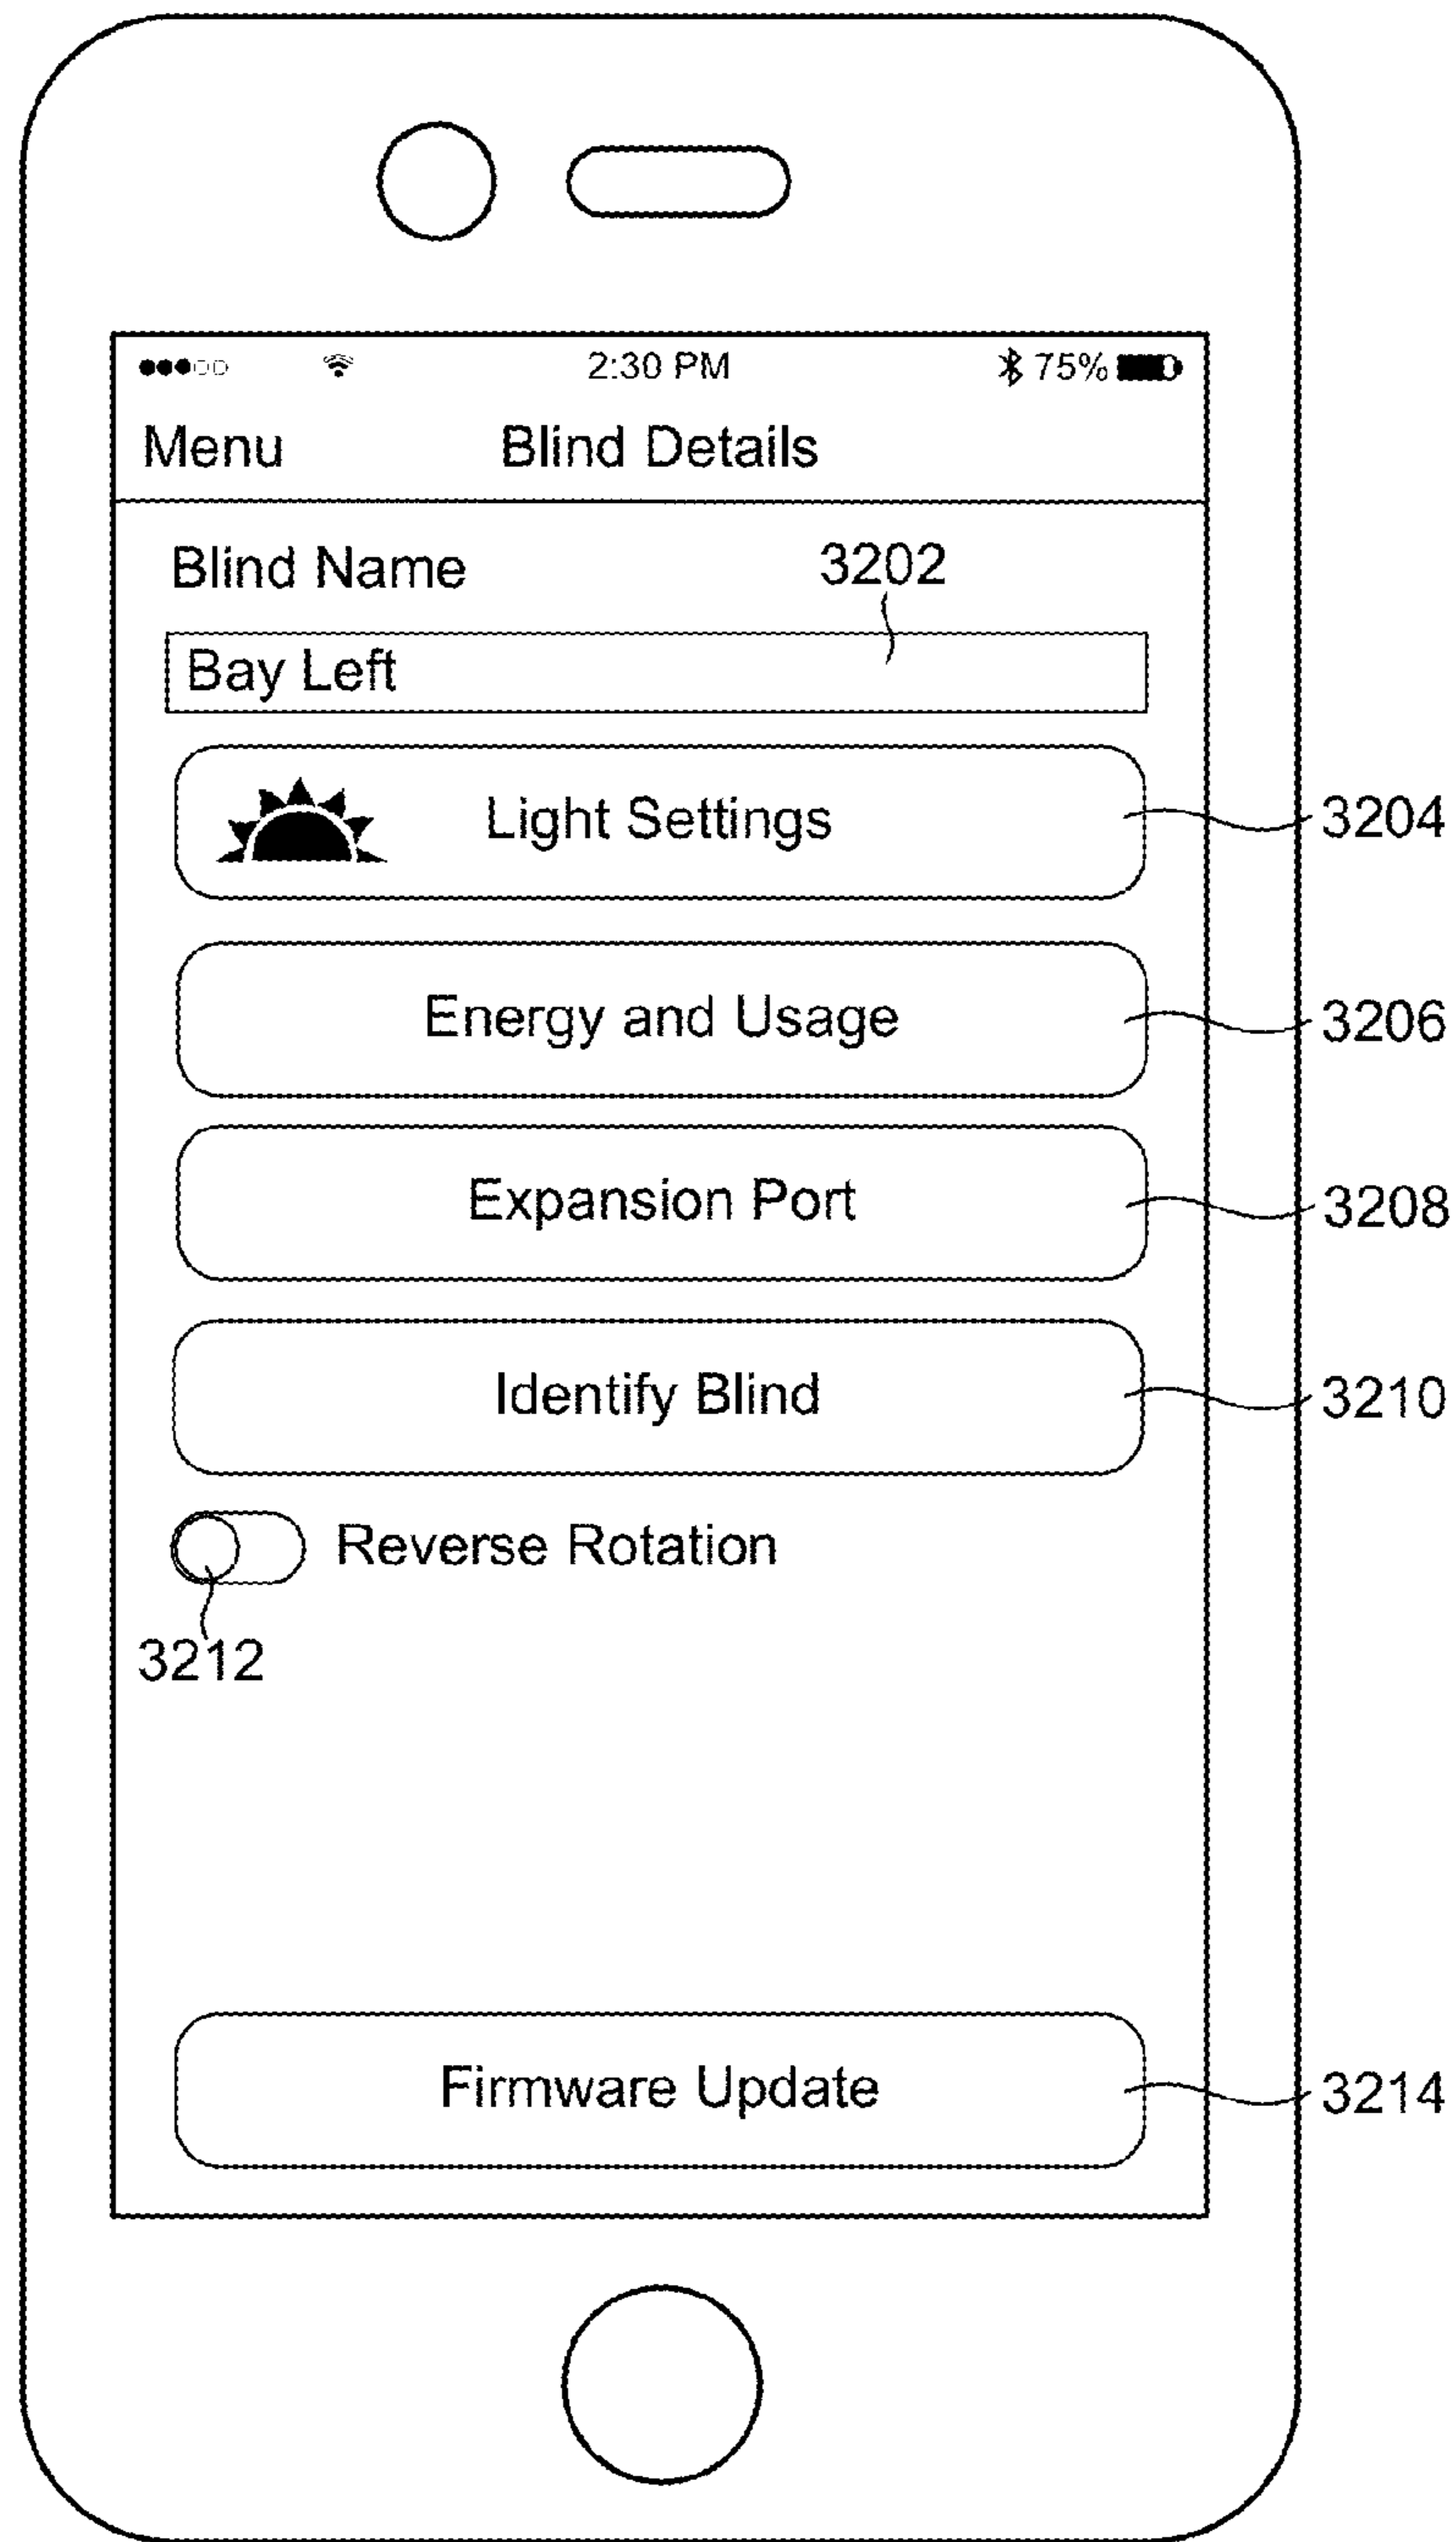 2:30 PM 75%
Menu Blind Details
Blind Name 3202
Bay Left
Light Settings 3204
Energy and Usage 3206
Expansion Port 3208
Identify Blind 3210
Reverse Rotation
3212
Firmware Update 3214